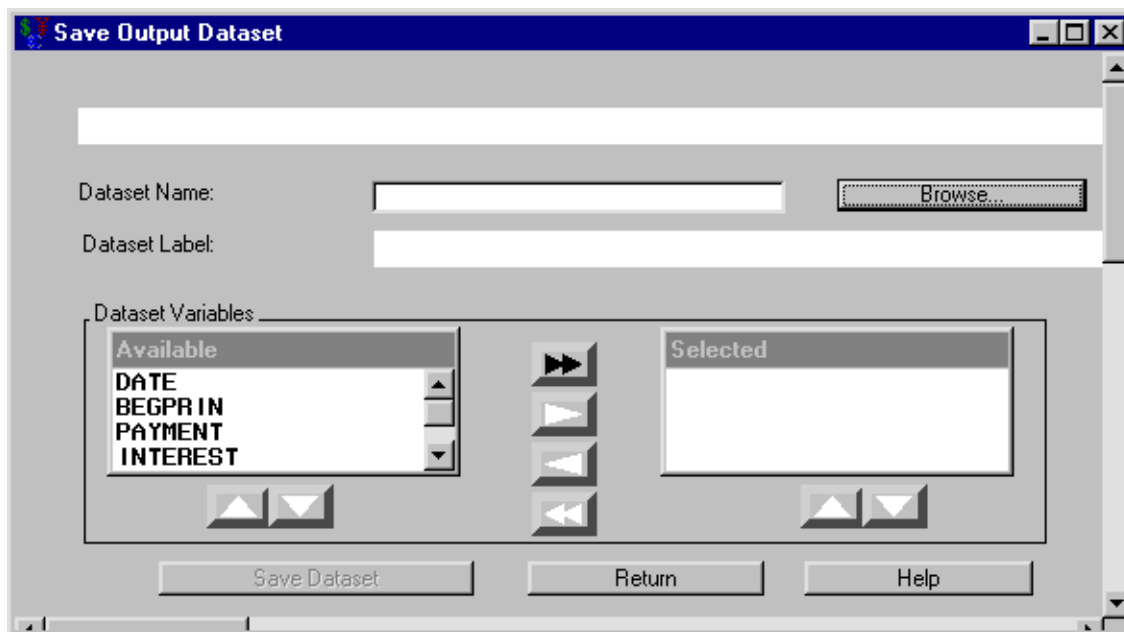 Save Output Dataset
Dataset Name:
Browse...
Dataset Label:
Dataset Variables
Available
Selected
DATE
BEGPRIN
PAYMENT
INTEREST
Save Dataset
Return
Help